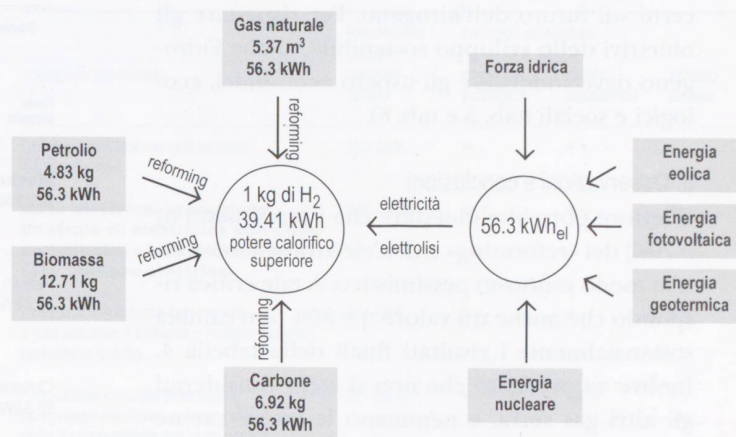 Gas naturale
5.37 m³
56.3 kWh
Forza idrica
reforming
Petrolio
4.83 kg
56.3 kWh
reforming
Energia
eolica
1 kg di H₂
39.41 kWh
potere calorifico
superiore
elettricità
elettrolisi
56.3 kWhₑₗ
Energia
fotovoltaica
Biomassa
12.71 kg
56.3 kWh
reforming
Energia
geotermica
reforming
Carbone
6.92 kg
56.3 kWh
Energia
nucleare